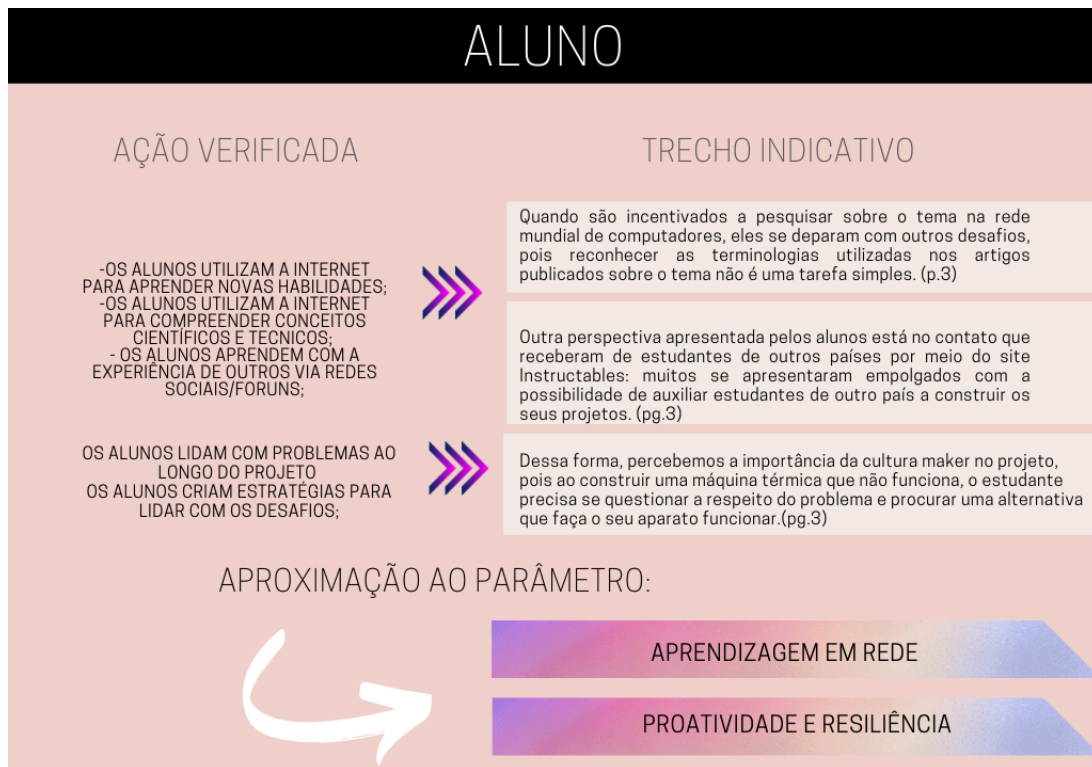 ALUNO
AÇÃO VERIFICADA
TRECHO INDICATIVO
-OS ALUNOS UTILIZAM A INTERNET
PARA APRENDER NOVAS HABILIDADES;
-OS ALUNOS UTILIZAM A INTERNET
PARA COMPREENDER CONCEITOS
CIENTÍFICOS E TECNICOS;
- OS ALUNOS APRENDEM COM A
EXPERIÊNCIA DE OUTROS VIA REDES
SOCIAIS/FORUNS;
Quando são incentivados a pesquisar sobre o tema na rede
mundial de computadores, eles se deparam com outros desafios,
pois reconhecer as terminologias utilizadas nos artigos
publicados sobre o tema não é uma tarefa simples. (p.3)
Outra perspectiva apresentada pelos alunos está no contato que
receberam de estudantes de outros países por meio do site
Instructables: muitos se apresentaram empolgados com a
possibilidade de auxiliar estudantes de outro país a construir os
seus projetos. (pg.3)
OS ALUNOS LIDAM COM PROBLEMAS AO
LONGO DO PROJETO
OS ALUNOS CRIAM ESTRATÉGIAS PARA
LIDAR COM OS DESAFIOS;
Dessa forma, percebemos a importância da cultura maker no projeto,
pois ao construir uma máquina térmica que não funciona, o estudante
precisa se questionar a respeito do problema e procurar uma alternativa
que faça o seu aparato funcionar.(pg.3)
APROXIMAÇÃO AO PARÂMETRO:
APRENDIZAGEM EM REDE
PROATIVIDADE E RESILIÊNCIA